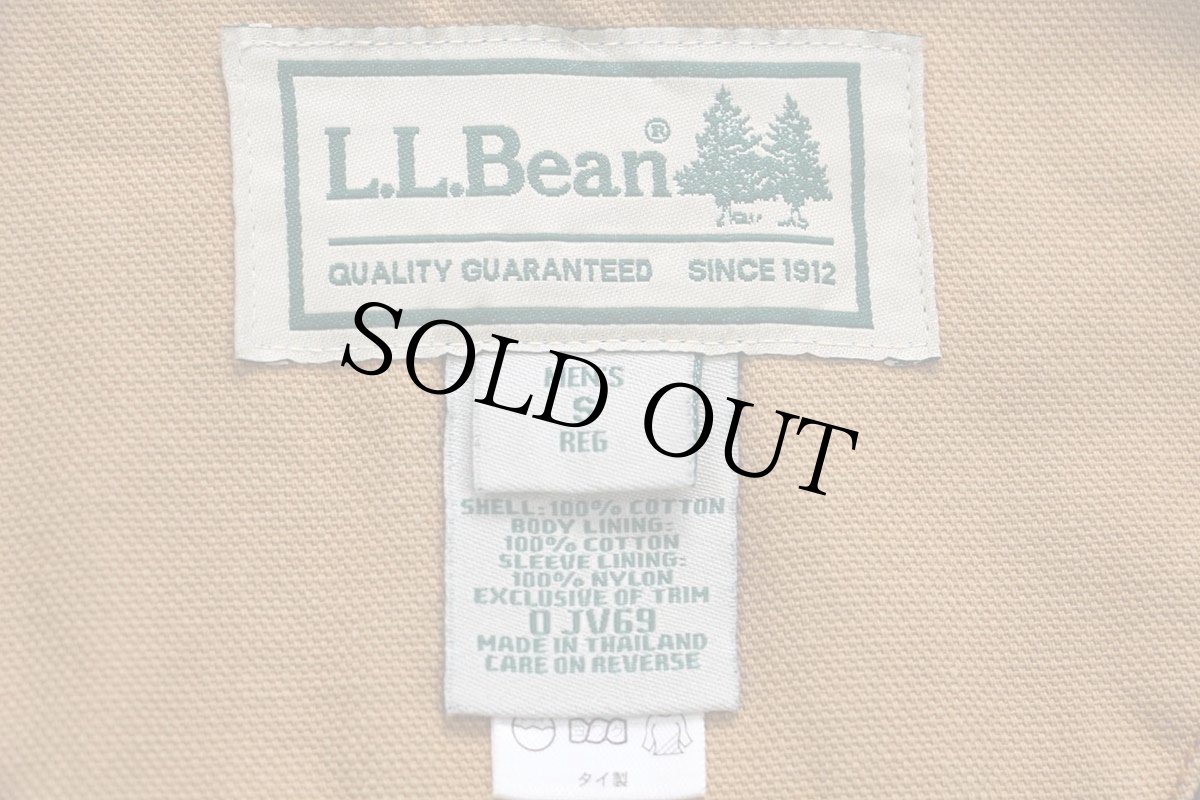 L.L.Bean®
QUALITY GUARANTEED SINCE 1912
SOLD OUT
MEN'S
S
REG
SHELL: 100% COTTON
BODY LINING:
100% COTTON
SLEEVE LINING:
100% NYLON
EXCLUSIVE OF TRIM
0 JV69
MADE IN THAILAND
CARE ON REVERSE
タイ製